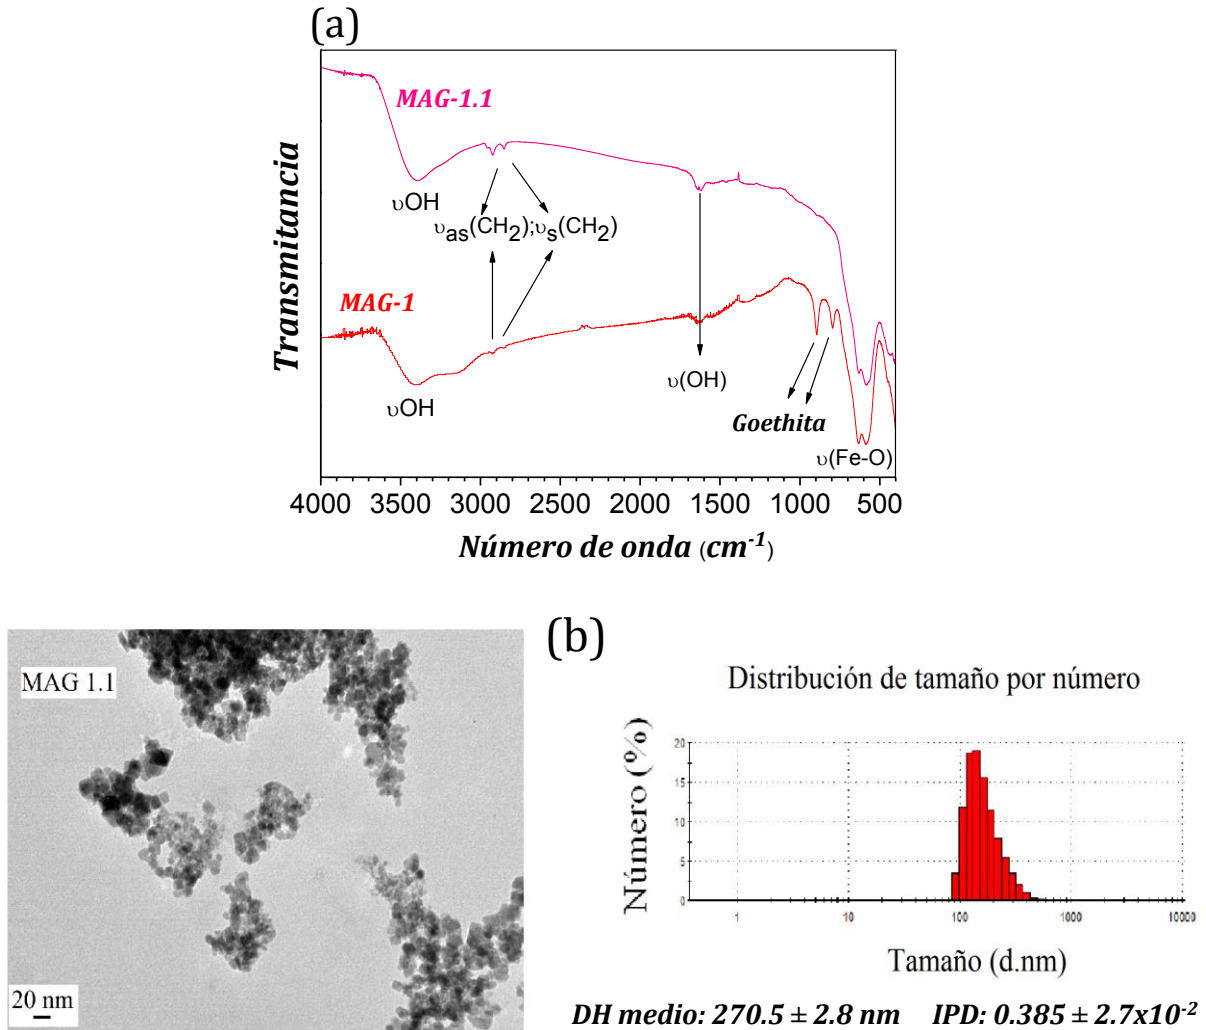 (a)
Transmitancia
MAG-1.1
υOH
υas(CH2);υs(CH2)
MAG-1
υOH
υ(OH)
Goethita
υ(Fe-O)
4000 3500 3000 2500 2000 1500 1000 500
Número de onda (cm-1)
MAG 1.1
20 nm
(b)
Distribución de tamaño por número
Número (%)
20
15
10
5
0
1 10 100 1000 10000
Tamaño (d.nm)
DH medio: 270.5 ± 2.8 nm IPD: 0.385 ± 2.7x10-2